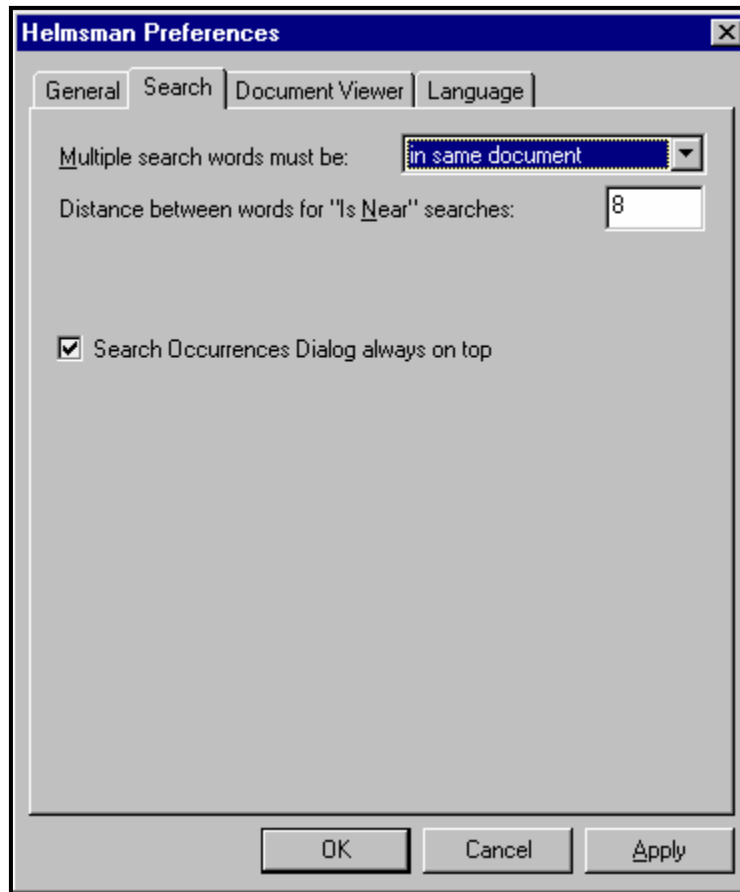 Helmsman Preferences
General Search Document Viewer Language
Multiple search words must be: in same document
Distance between words for "Is Near" searches: 8
Search Occurrences Dialog always on top
OK Cancel Apply